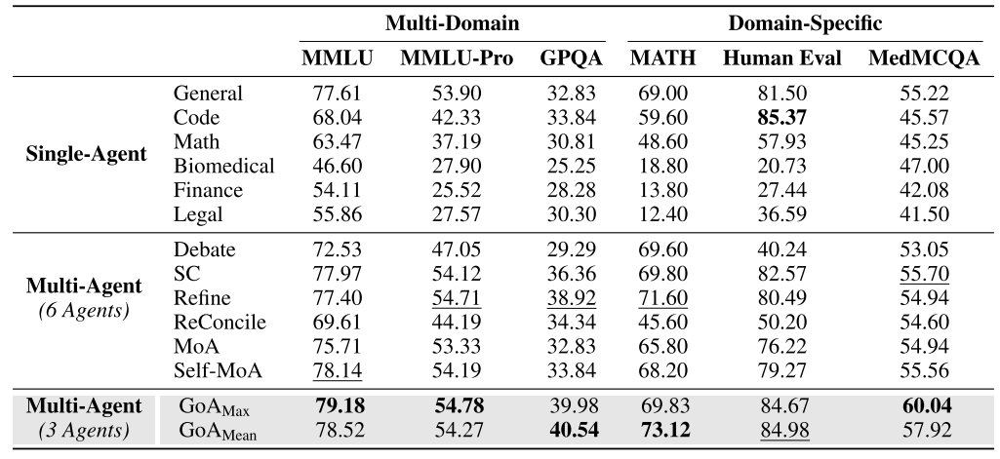 Multi-Domain Domain-Specific
MMLU MMLU-Pro GPQA MATH Human Eval MedMCQA
General 77.61 53.90 32.83 69.00 81.50 55.22
Code 68.04 42.33 33.84 59.60 85.37 45.57
Math 63.47 37.19 30.81 48.60 57.93 45.25
Single-Agent
Biomedical 46.60 27.90 25.25 18.80 20.73 47.00
Finance 54.11 25.52 28.28 13.80 27.44 42.08
Legal 55.86 27.57 30.30 12.40 36.59 41.50
Debate 72.53 47.05 29.29 69.60 40.24 53.05
SC 77.97 54.12 36.36 69.80 82.57 55.70
Multi-Agent
Refine 77.40 54.71 38.92 71.60 80.49 54.94
(6 Agents)
ReConcile 69.61 44.19 34.34 45.60 50.20 54.60
MoA 75.71 53.33 32.83 65.80 76.22 54.94
Self-MoA 78.14 54.19 33.84 68.20 79.27 55.56
Multi-Agent GoAMax 79.18 54.78 39.98 69.83 84.67 60.04
(3 Agents) GoAMean 78.52 54.27 40.54 73.12 84.98 57.92